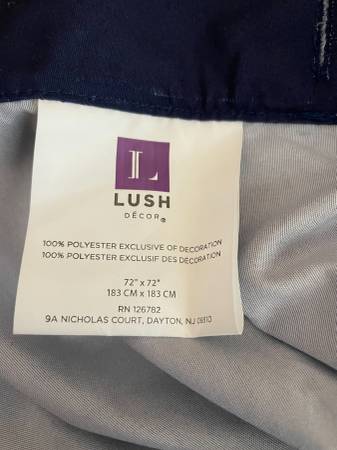 L
LUSH
DÉCOR®
100% POLYESTER EXCLUSIVE OF DECORATION
100% POLYESTER EXCLUSIF DES DÉCORATION
72" x 72"
183 CM x 183 CM
RN 126782
9A NICHOLAS COURT, DAYTON, NJ 08810